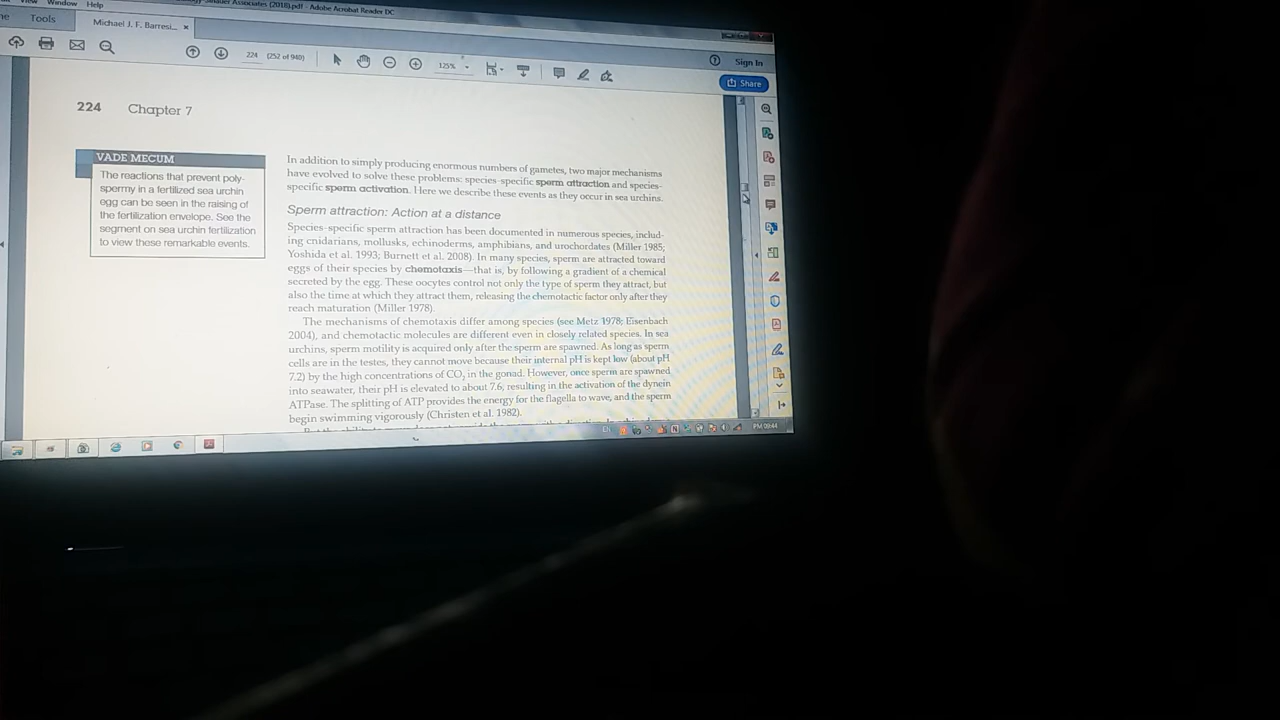 View Window Help
Associates (2018).pdf - Adobe Acrobat Reader DC
Tools
Michael J. F. Barresi...
224 (252 of 940)
125%
Sign In
Share
224 Chapter 7
VADE MECUM
The reactions that prevent poly-
spermy in a fertilized sea urchin
egg can be seen in the raising of
the fertilization envelope. See the
segment on sea urchin fertilization
to view these remarkable events.
In addition to simply producing enormous numbers of gametes, two major mechanisms
have evolved to solve these problems: species-specific sperm attraction and species-
specific sperm activation. Here we describe these events as they occur in sea urchins.
Sperm attraction: Action at a distance
Species-specific sperm attraction has been documented in numerous species, includ-
ing cnidarians, mollusks, echinoderms, amphibians, and urochordates (Miller 1985;
Yoshida et al. 1993; Burnett et al. 2008). In many species, sperm are attracted toward
eggs of their species by chemotaxis—that is, by following a gradient of a chemical
secreted by the egg. These oocytes control not only the type of sperm they attract, but
also the time at which they attract them, releasing the chemotactic factor only after they
reach maturation (Miller 1978).
The mechanisms of chemotaxis differ among species (see Metz 1978; Eisenbach
2004), and chemotactic molecules are different even in closely related species. In sea
urchins, sperm motility is acquired only after the sperm are spawned. As long as sperm
cells are in the testes, they cannot move because their internal pH is kept low (about pH
7.2) by the high concentrations of CO2 in the gonad. However, once sperm are spawned
into seawater, their pH is elevated to about 7.6, resulting in the activation of the dynein
ATPase. The splitting of ATP provides the energy for the flagella to wave, and the sperm
begin swimming vigorously (Christen et al. 1982).
EN
PM 09:44